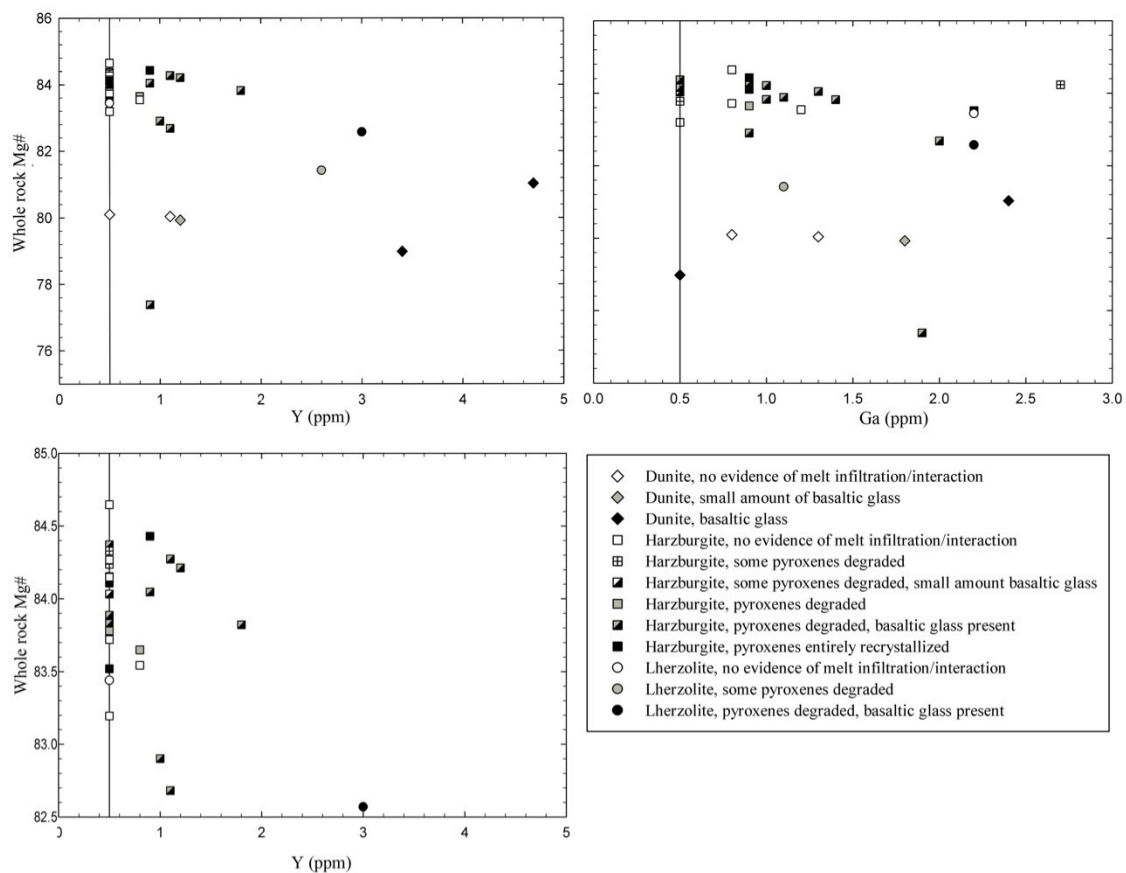 86
84
82
80
78
76
Whole rock Mg#
0 1 2 3 4 5
Y (ppm)
0.0 0.5 1.0 1.5 2.0 2.5 3.0
Ga (ppm)
85.0
84.5
84.0
83.5
83.0
82.5
Whole rock Mg#
0 1 2 3 4 5
Y (ppm)
Dunite, no evidence of melt infiltration/interaction
Dunite, small amount of basaltic glass
Dunite, basaltic glass
Harzburgite, no evidence of melt infiltration/interaction
Harzburgite, some pyroxenes degraded
Harzburgite, some pyroxenes degraded, small amount basaltic glass
Harzburgite, pyroxenes degraded
Harzburgite, pyroxenes degraded, basaltic glass present
Harzburgite, pyroxenes entirely recrystallized
Lherzolite, no evidence of melt infiltration/interaction
Lherzolite, some pyroxenes degraded
Lherzolite, pyroxenes degraded, basaltic glass present